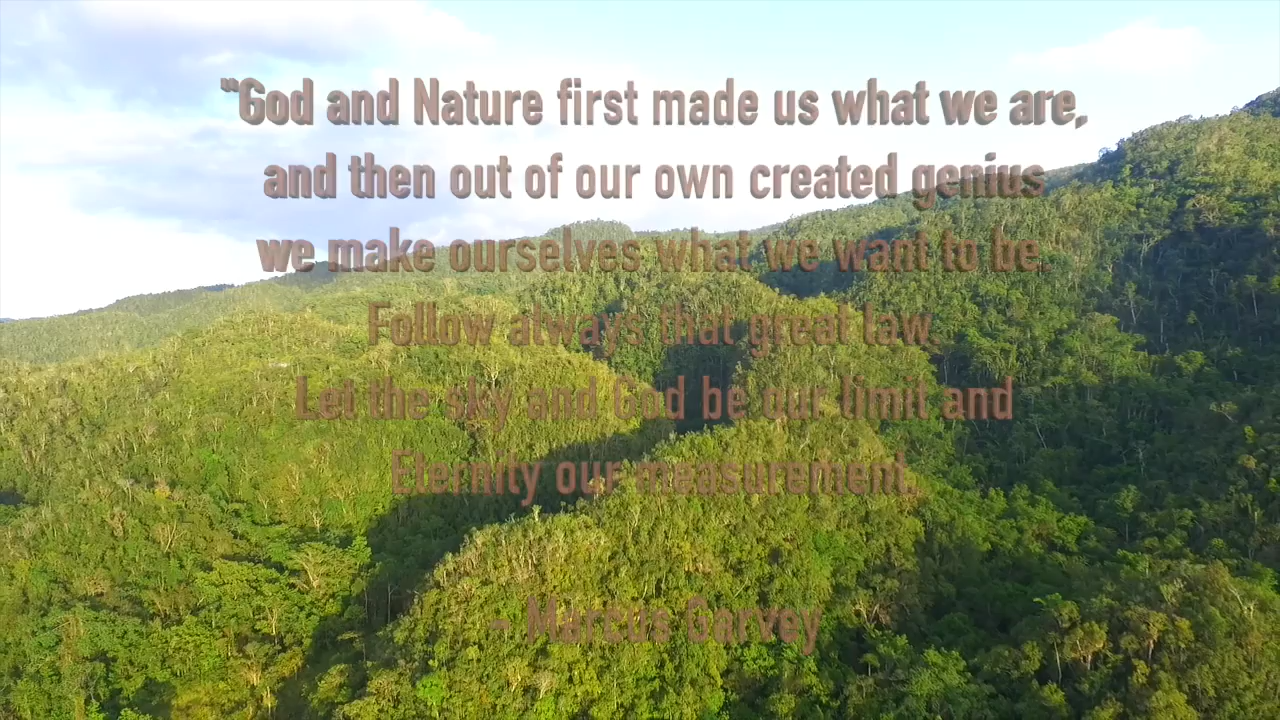 "God and Nature first made us what we are,
and then out of our own created genius
we make ourselves what we want to be.
Follow always that great law.
Let the sky and God be our limit and
Eternity our measurement.
- Marcus Garvey